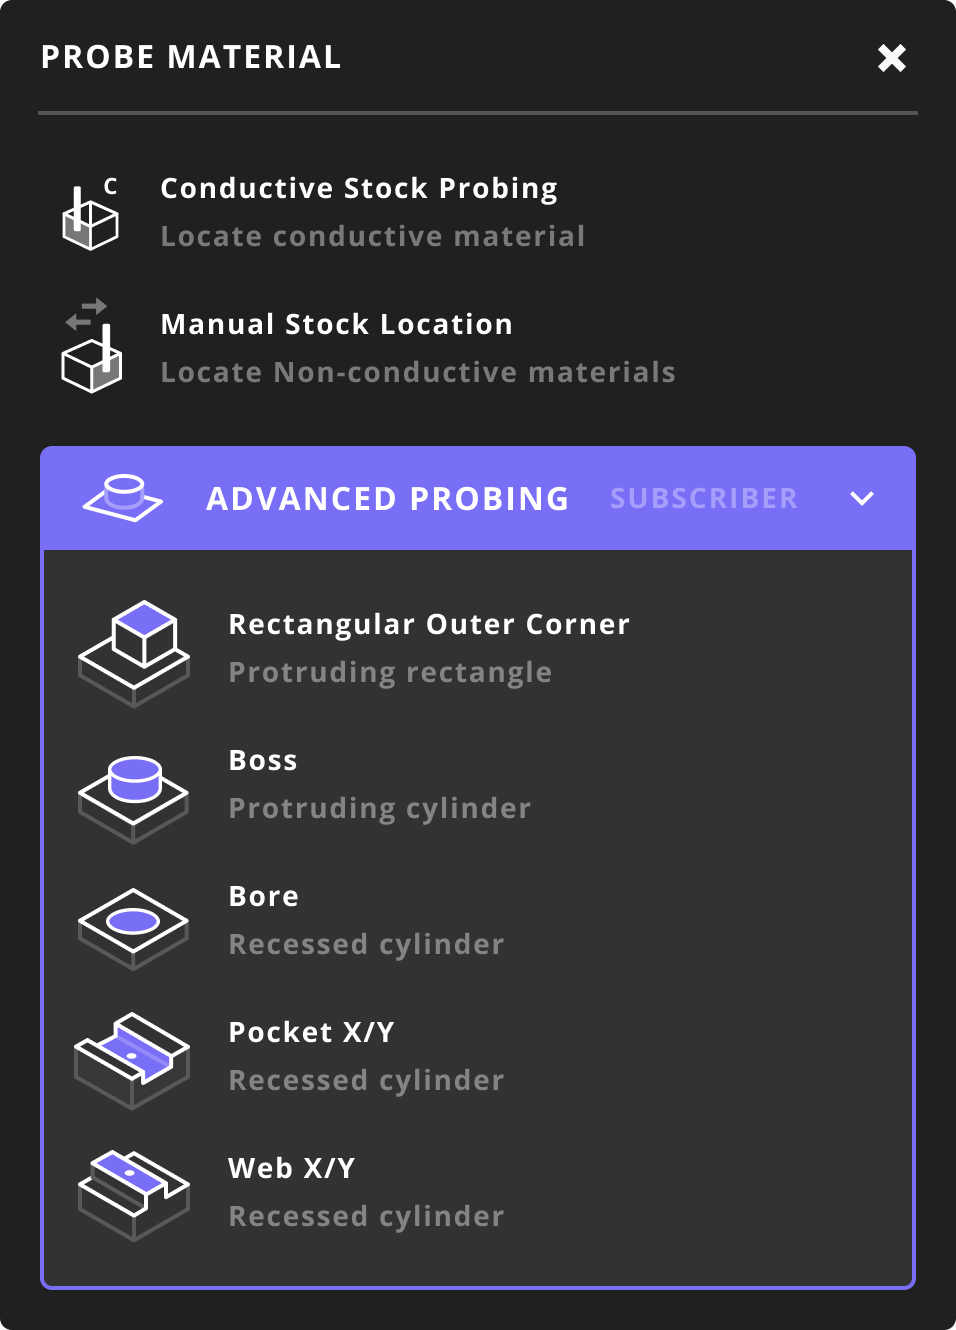 PROBE MATERIAL
C
Conductive Stock Probing
Locate conductive material
Manual Stock Location
Locate Non-conductive materials
ADVANCED PROBING SUBSCRIBER
Rectangular Outer Corner
Protruding rectangle
Boss
Protruding cylinder
Bore
Recessed cylinder
Pocket X/Y
Recessed cylinder
Web X/Y
Recessed cylinder